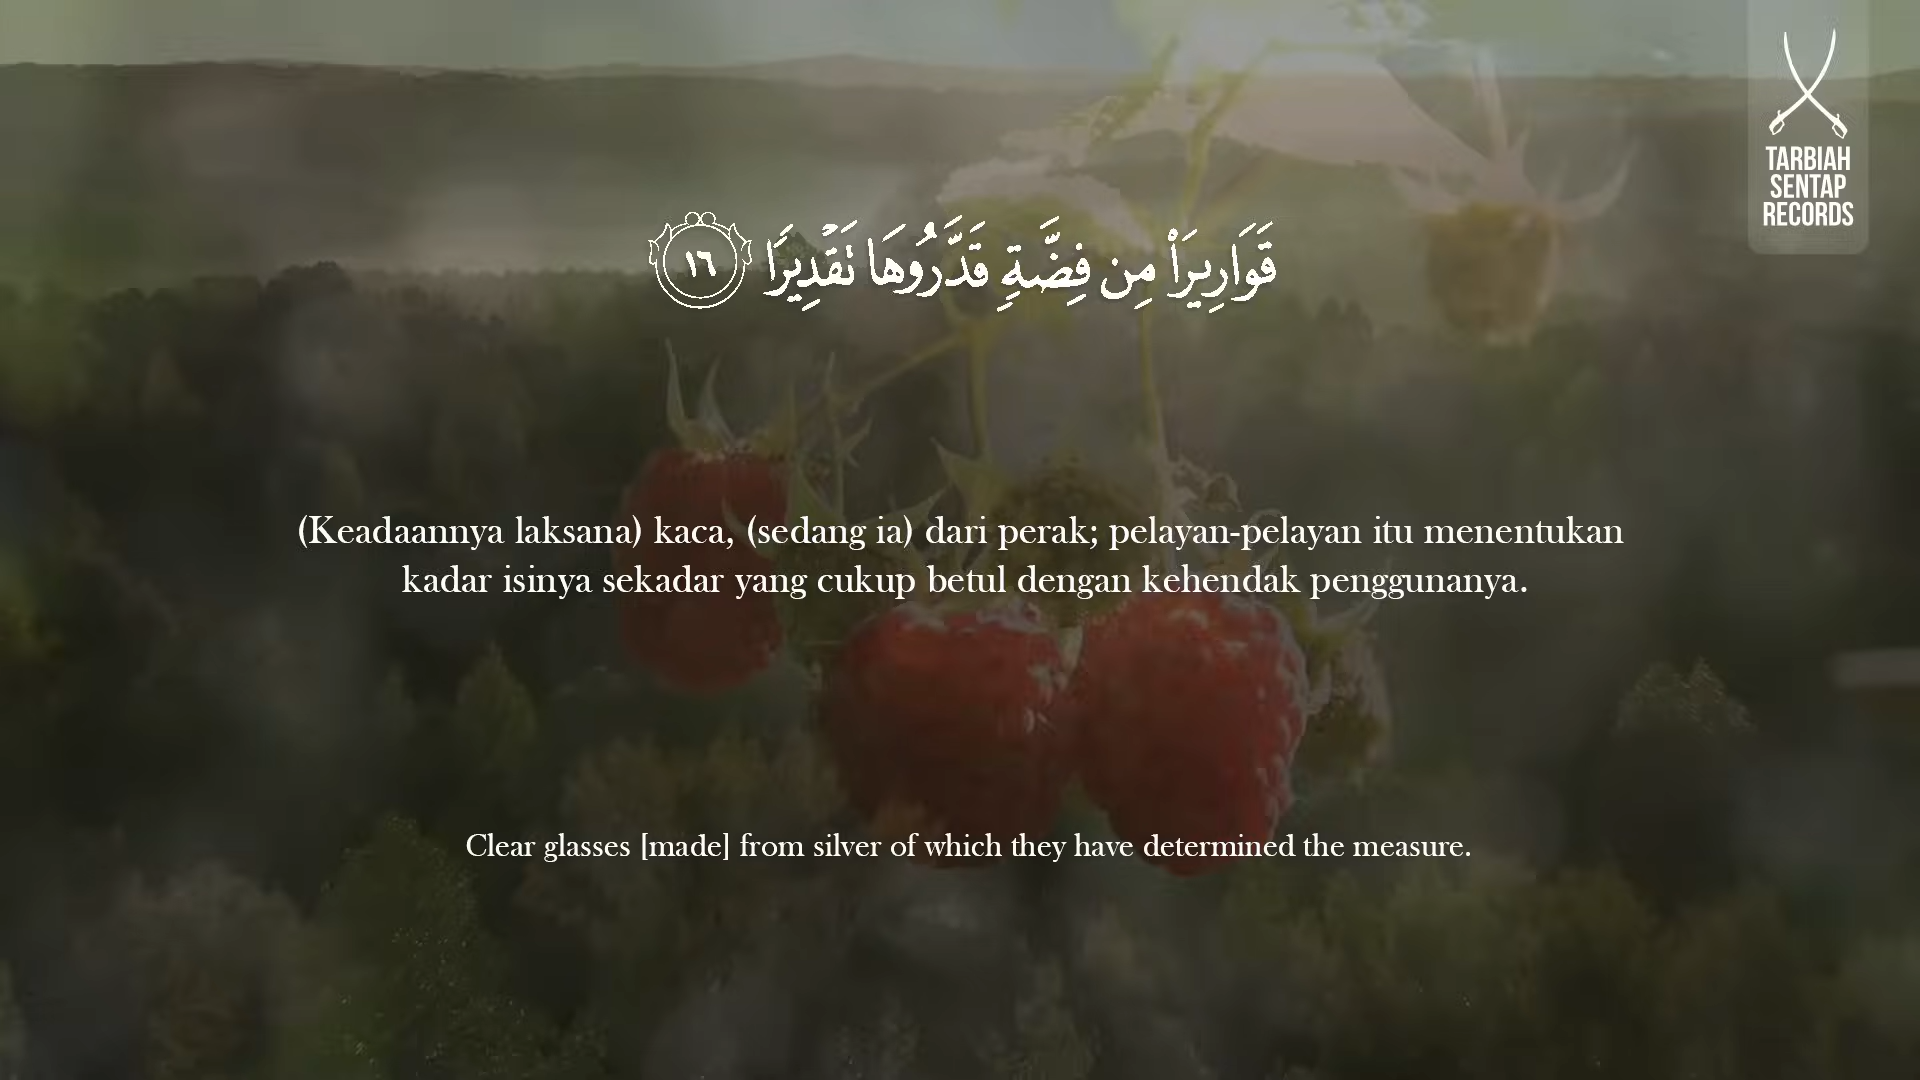 TARBIAH
SENTAP
RECORDS
قَوَارِيرَا۟ مِن فِضَّةٍ قَدَّرُوهَا تَقْدِيرًا ١٦
(Keadaannya laksana) kaca, (sedang ia) dari perak; pelayan-pelayan itu menentukan
kadar isinya sekadar yang cukup betul dengan kehendak penggunanya.
Clear glasses [made] from silver of which they have determined the measure.